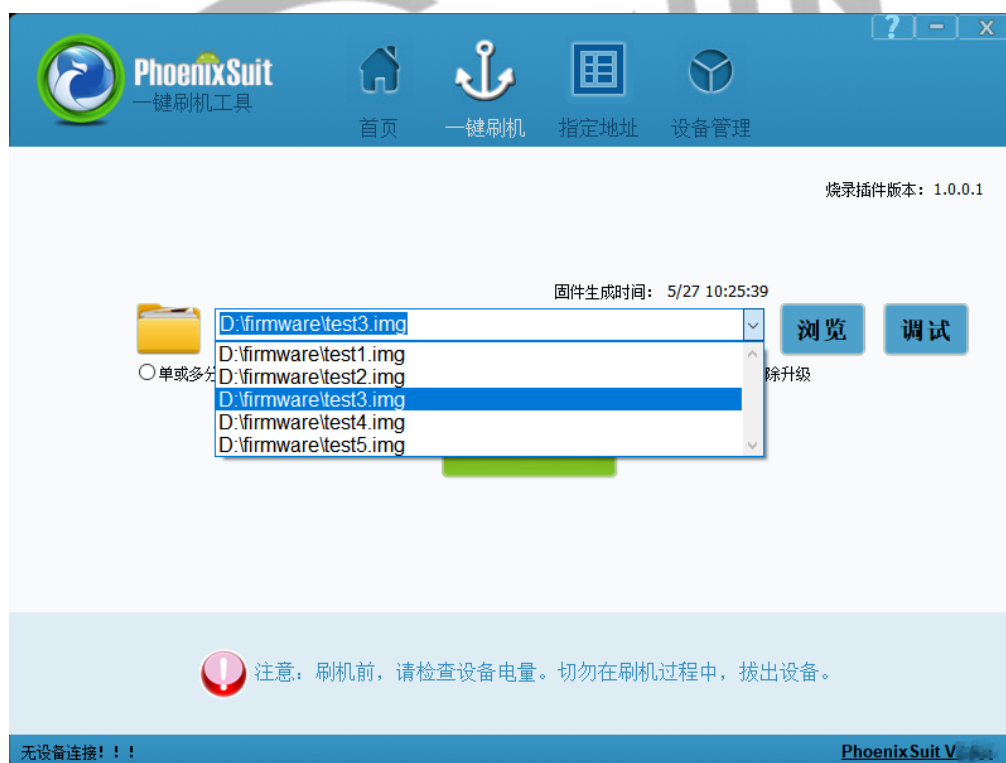 ? - x
PhoenixSuit
一键刷机工具
首页 一键刷机 指定地址 设备管理
烧录插件版本：1.0.0.1
固件生成时间： 5/27 10:25:39
D:\firmware\test3.img
浏览 调试
D:\firmware\test1.img
D:\firmware\test2.img
单或多分 除升级
D:\firmware\test3.img
D:\firmware\test4.img
D:\firmware\test5.img
注意：刷机前，请检查设备电量。切勿在刷机过程中，拔出设备。
无设备连接！！！ PhoenixSuit V